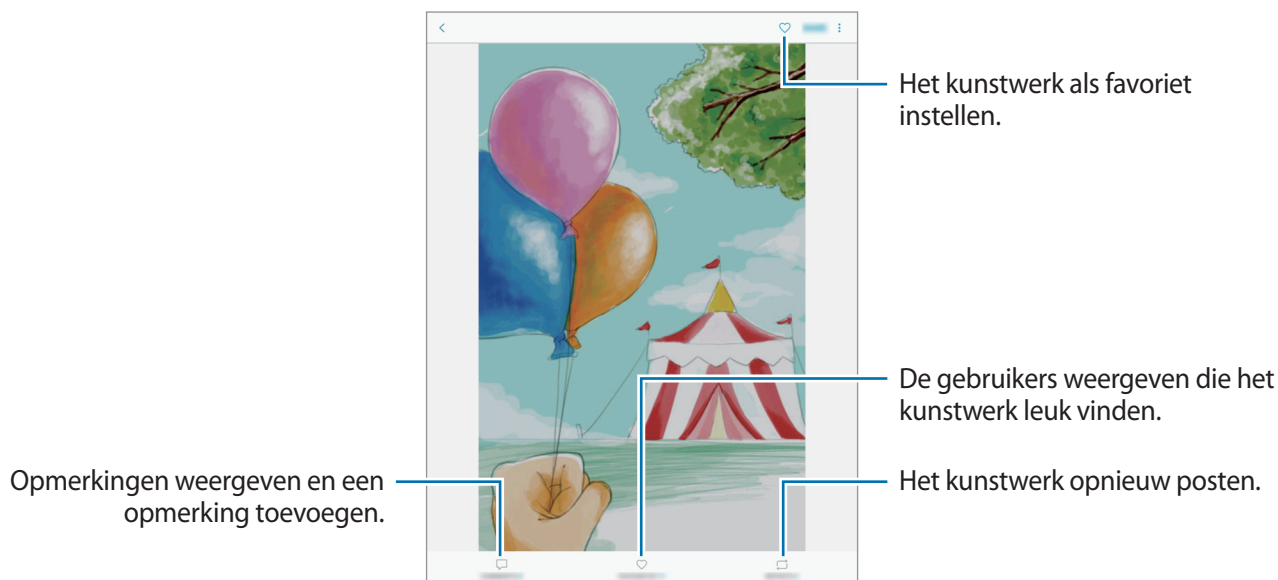 Het kunstwerk als favoriet
instellen.
De gebruikers weergeven die het
kunstwerk leuk vinden.
Opmerkingen weergeven en een
opmerking toevoegen.
Het kunstwerk opnieuw posten.